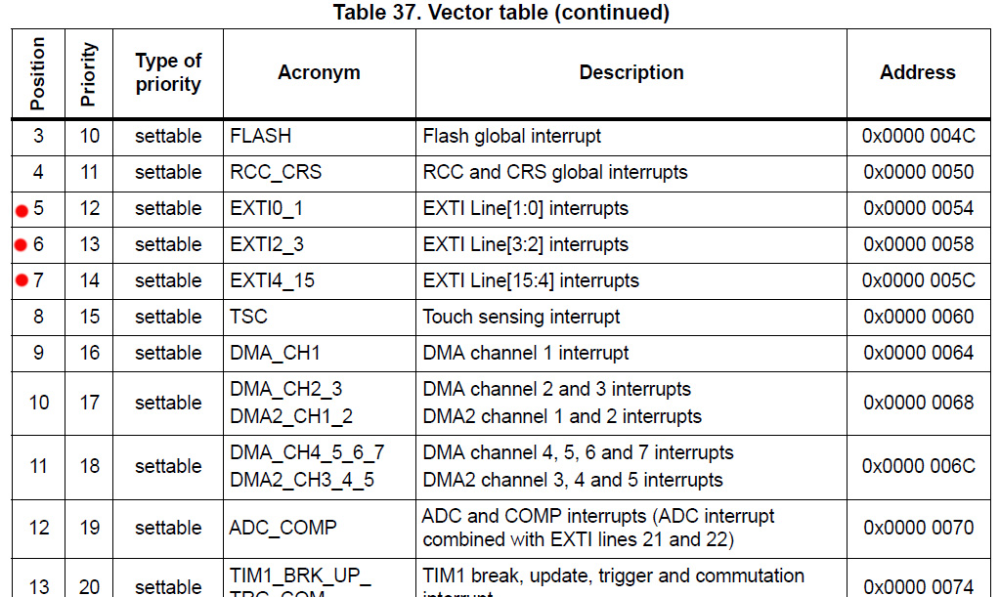 Table 37. Vector table (continued)
Position Priority Type of priority Acronym Description Address
3 10 settable FLASH Flash global interrupt 0x0000 004C
4 11 settable RCC_CRS RCC and CRS global interrupts 0x0000 0050
5 12 settable EXTI0_1 EXTI Line[1:0] interrupts 0x0000 0054
6 13 settable EXTI2_3 EXTI Line[3:2] interrupts 0x0000 0058
7 14 settable EXTI4_15 EXTI Line[15:4] interrupts 0x0000 005C
8 15 settable TSC Touch sensing interrupt 0x0000 0060
9 16 settable DMA_CH1 DMA channel 1 interrupt 0x0000 0064
10 17 settable DMA_CH2_3 DMA channel 2 and 3 interrupts 0x0000 0068
DMA2_CH1_2 DMA2 channel 1 and 2 interrupts
11 18 settable DMA_CH4_5_6_7 DMA channel 4, 5, 6 and 7 interrupts 0x0000 006C
DMA2_CH3_4_5 DMA2 channel 3, 4 and 5 interrupts
12 19 settable ADC_COMP ADC and COMP interrupts (ADC interrupt 0x0000 0070
combined with EXTI lines 21 and 22)
13 20 settable TIM1_BRK_UP_ TIM1 break, update, trigger and commutation 0x0000 0074